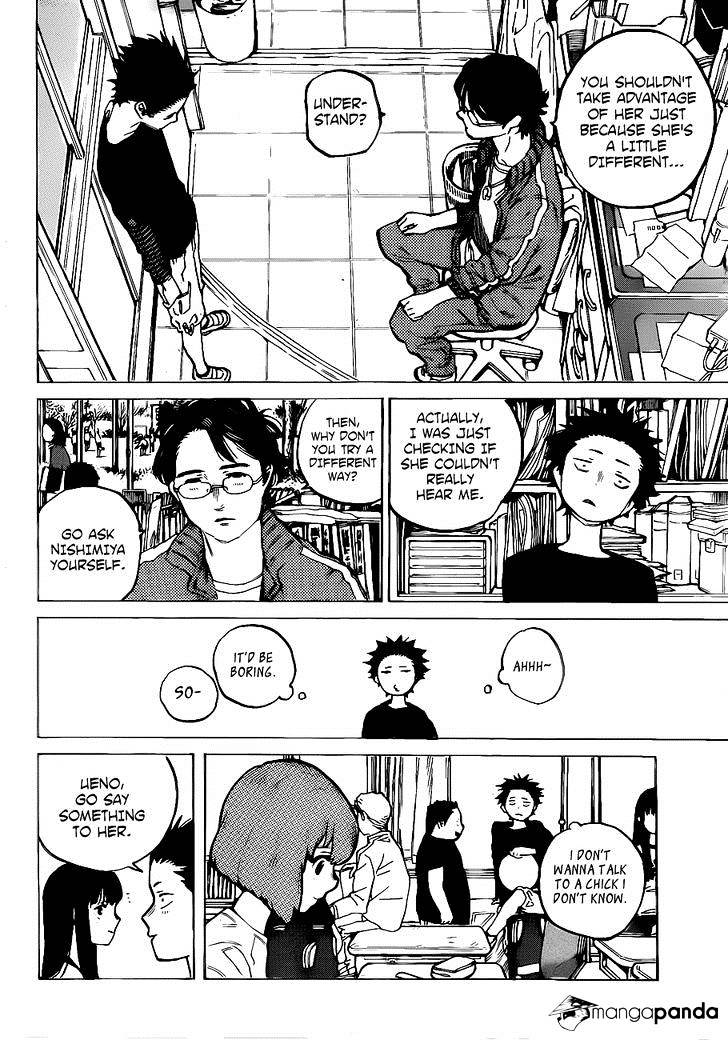 YOU SHOULDN'T
TAKE ADVANTAGE
OF HER JUST
BECAUSE SHE'S
A LITTLE
DIFFERENT...
UNDER-
STAND?
ACTUALLY,
I WAS JUST
CHECKING IF
SHE COULDN'T
REALLY
HEAR ME.
THEN,
WHY DON'T
YOU TRY A
DIFFERENT
WAY?
GO ASK
NISHIMIYA
YOURSELF.
AHHH~
IT'D BE
BORING.
SO-
I DON'T
WANNA TALK
TO A CHICK I
DON'T KNOW.
UENO,
GO SAY
SOMETHING
TO HER.
mangapanda